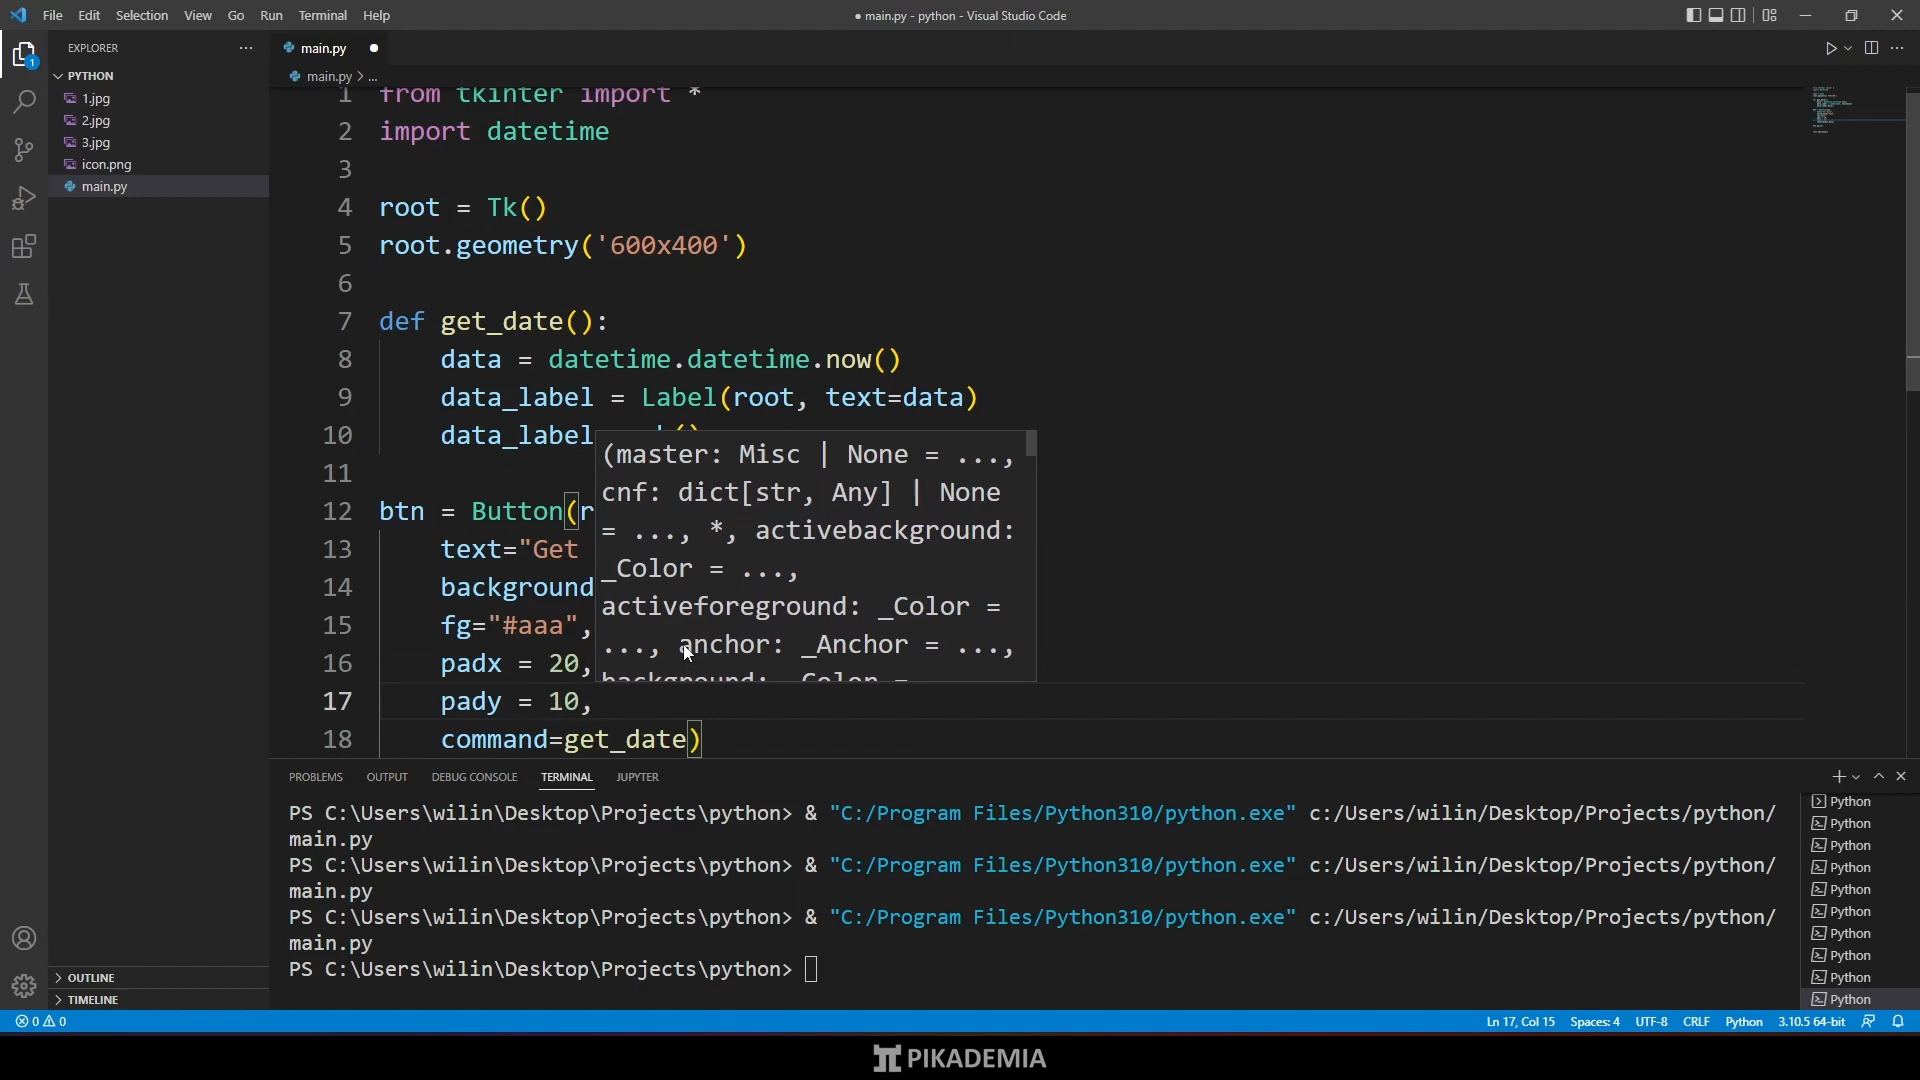 File Edit Selection View Go Run Terminal Help
● main.py - python - Visual Studio Code
EXPLORER
PYTHON
1.jpg
2.jpg
3.jpg
icon.png
main.py
OUTLINE
TIMELINE
1
main.py
main.py > ...
1 from tkinter import *
2 import datetime
3
4 root = Tk()
5 root.geometry('600x400')
6
7 def get_date():
8 data = datetime.datetime.now()
9 data_label = Label(root, text=data)
10 data_label
11
12 btn = Button(r
13 text="Get
14 background
15 fg="#aaa",
16 padx = 20,
17 pady = 10,
18 command=get_date)
(master: Misc | None = ...,
cnf: dict[str, Any] | None
= ..., *, activebackground:
_Color = ...,
activeforeground: _Color =
..., anchor: _Anchor = ...,
background: _Color =
PROBLEMS OUTPUT DEBUG CONSOLE TERMINAL JUPYTER
PS C:\Users\wilin\Desktop\Projects\python> & "C:/Program Files/Python310/python.exe" c:/Users/wilin/Desktop/Projects/python/
main.py
PS C:\Users\wilin\Desktop\Projects\python> & "C:/Program Files/Python310/python.exe" c:/Users/wilin/Desktop/Projects/python/
main.py
PS C:\Users\wilin\Desktop\Projects\python> & "C:/Program Files/Python310/python.exe" c:/Users/wilin/Desktop/Projects/python/
main.py
PS C:\Users\wilin\Desktop\Projects\python>
Python
Python
Python
Python
Python
Python
Python
Python
Python
Python
0 0
Ln 17, Col 15 Spaces: 4 UTF-8 CRLF Python 3.10.5 64-bit
PIKADEMIA